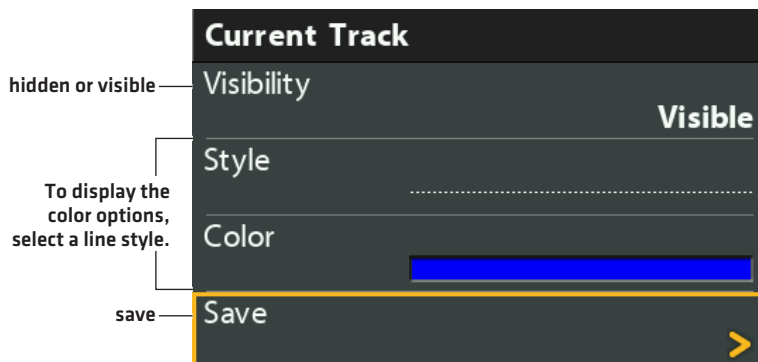 Current Track
hidden or visible
Visibility
Visible
Style
To display the
color options,
select a line style.
Color
save
Save